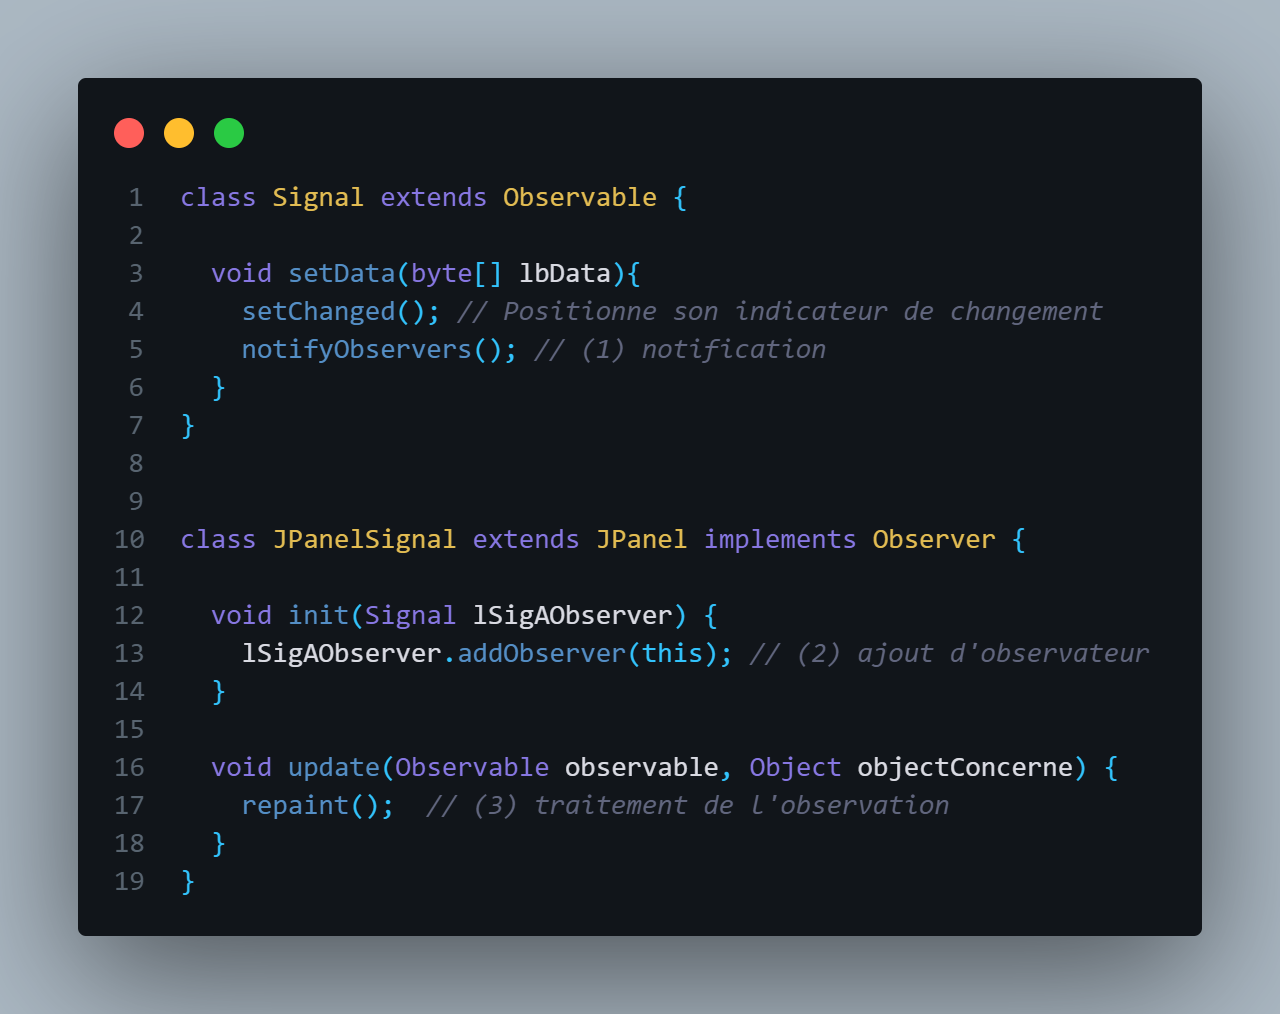 1 class Signal extends Observable {
2
3   void setData(byte[] lbData){
4     setChanged(); // Positionne son indicateur de changement
5     notifyObservers(); // (1) notification
6   }
7 }
8
9
10 class JPanelSignal extends JPanel implements Observer {
11
12   void init(Signal lSigAObserver) {
13     lSigAObserver.addObserver(this); // (2) ajout d'observateur
14   }
15
16   void update(Observable observable, Object objectConcerne) {
17     repaint();  // (3) traitement de l'observation
18   }
19 }